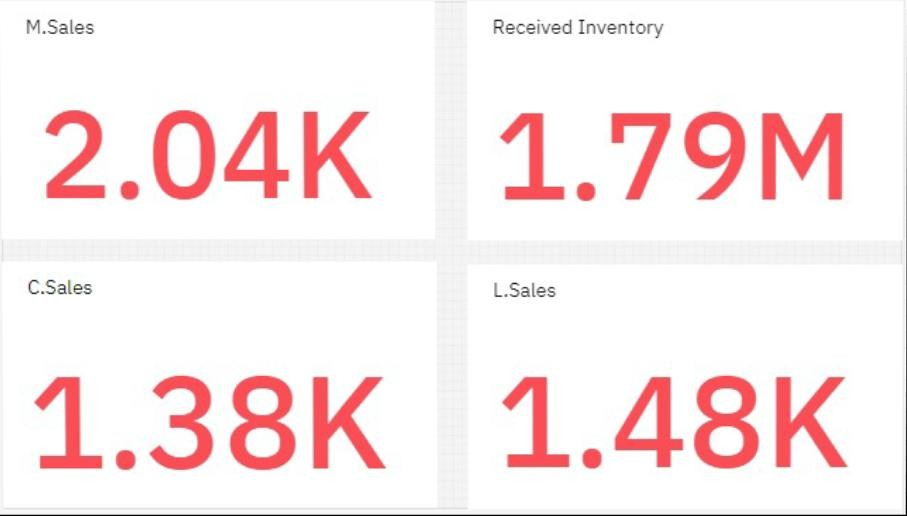 M.Sales
2.04K
Received Inventory
1.79M
C.Sales
1.38K
L.Sales
1.48K